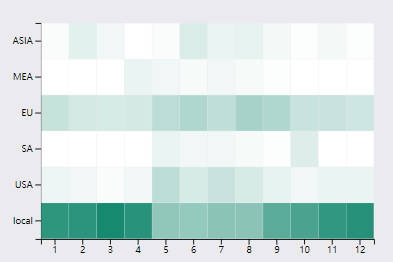 ASIA
MEA
EU
SA
USA
local
1 2 3 4 5 6 7 8 9 10 11 12